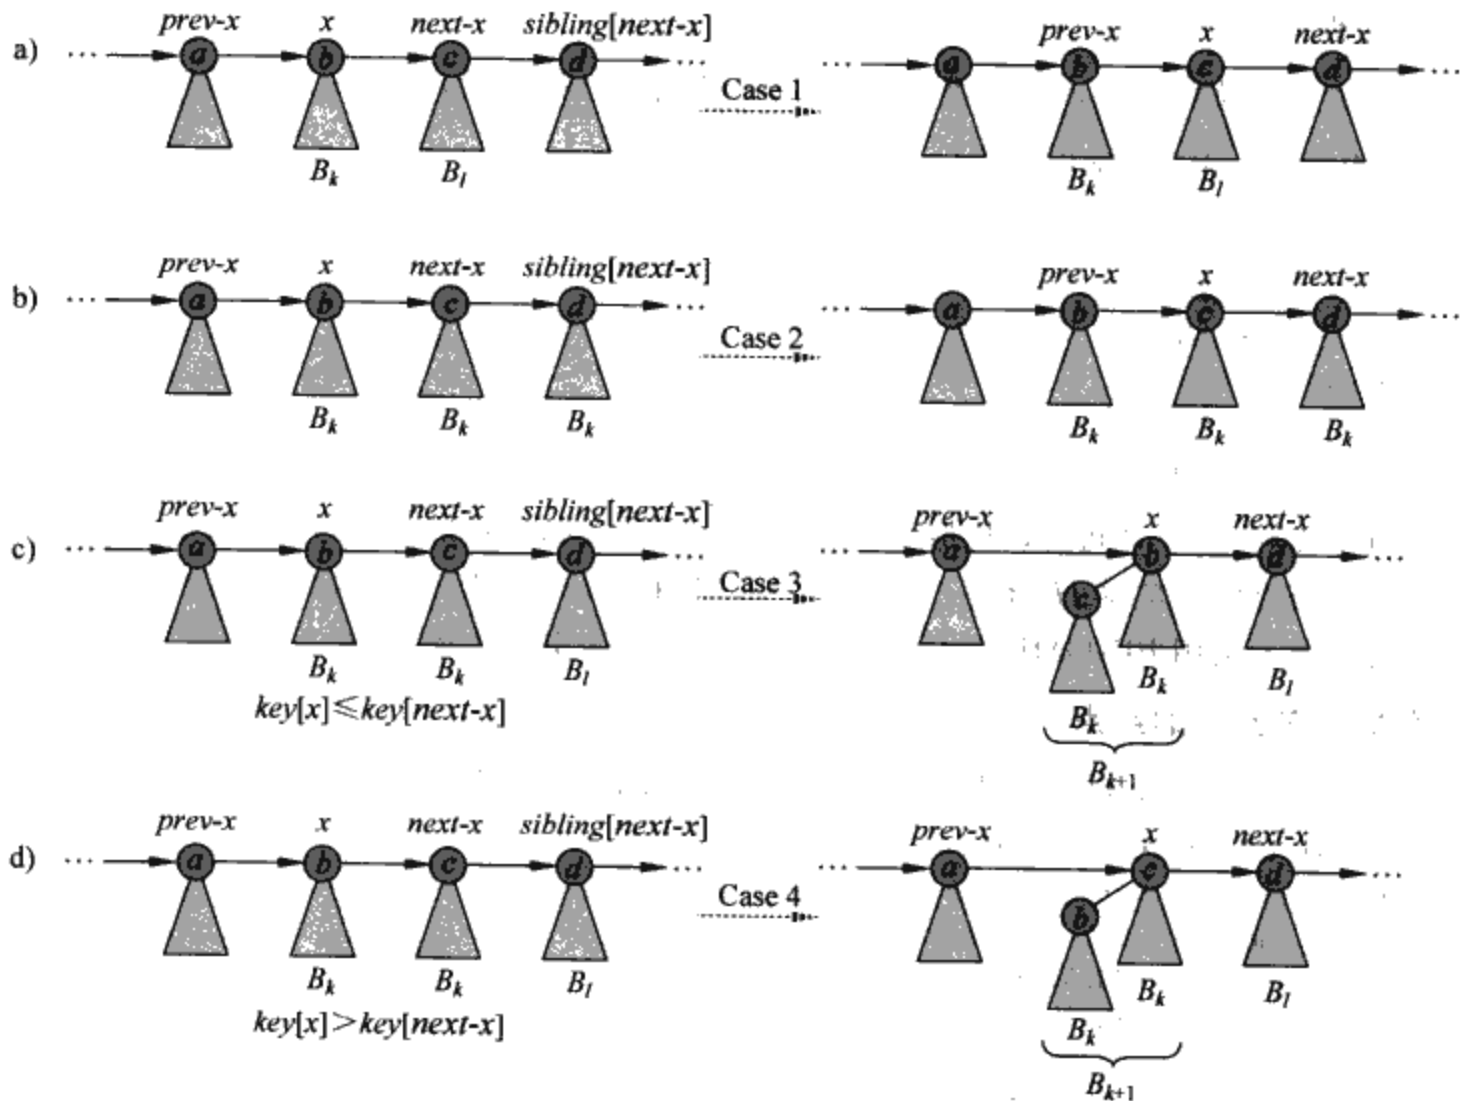 prev-x x next-x sibling[next-x] prev-x x next-x
a) ··· a b c d ··· Case 1 ··· a b c d ···
B_k B_l B_k B_l
prev-x x next-x sibling[next-x] prev-x x next-x
b) ··· a b c d ··· Case 2 ··· a b c d ···
B_k B_k B_k B_k B_k B_k
prev-x x next-x sibling[next-x] prev-x x next-x
c) ··· a b c d ··· Case 3 ··· a b d ···
c
B_k B_k B_l B_k B_l
key[x]≤key[next-x] B_k
B_{k+1}
prev-x x next-x sibling[next-x] prev-x x next-x
d) ··· a b c d ··· Case 4 ··· a c d ···
b
B_k B_k B_l B_k B_l
key[x]>key[next-x] B_k
B_{k+1}